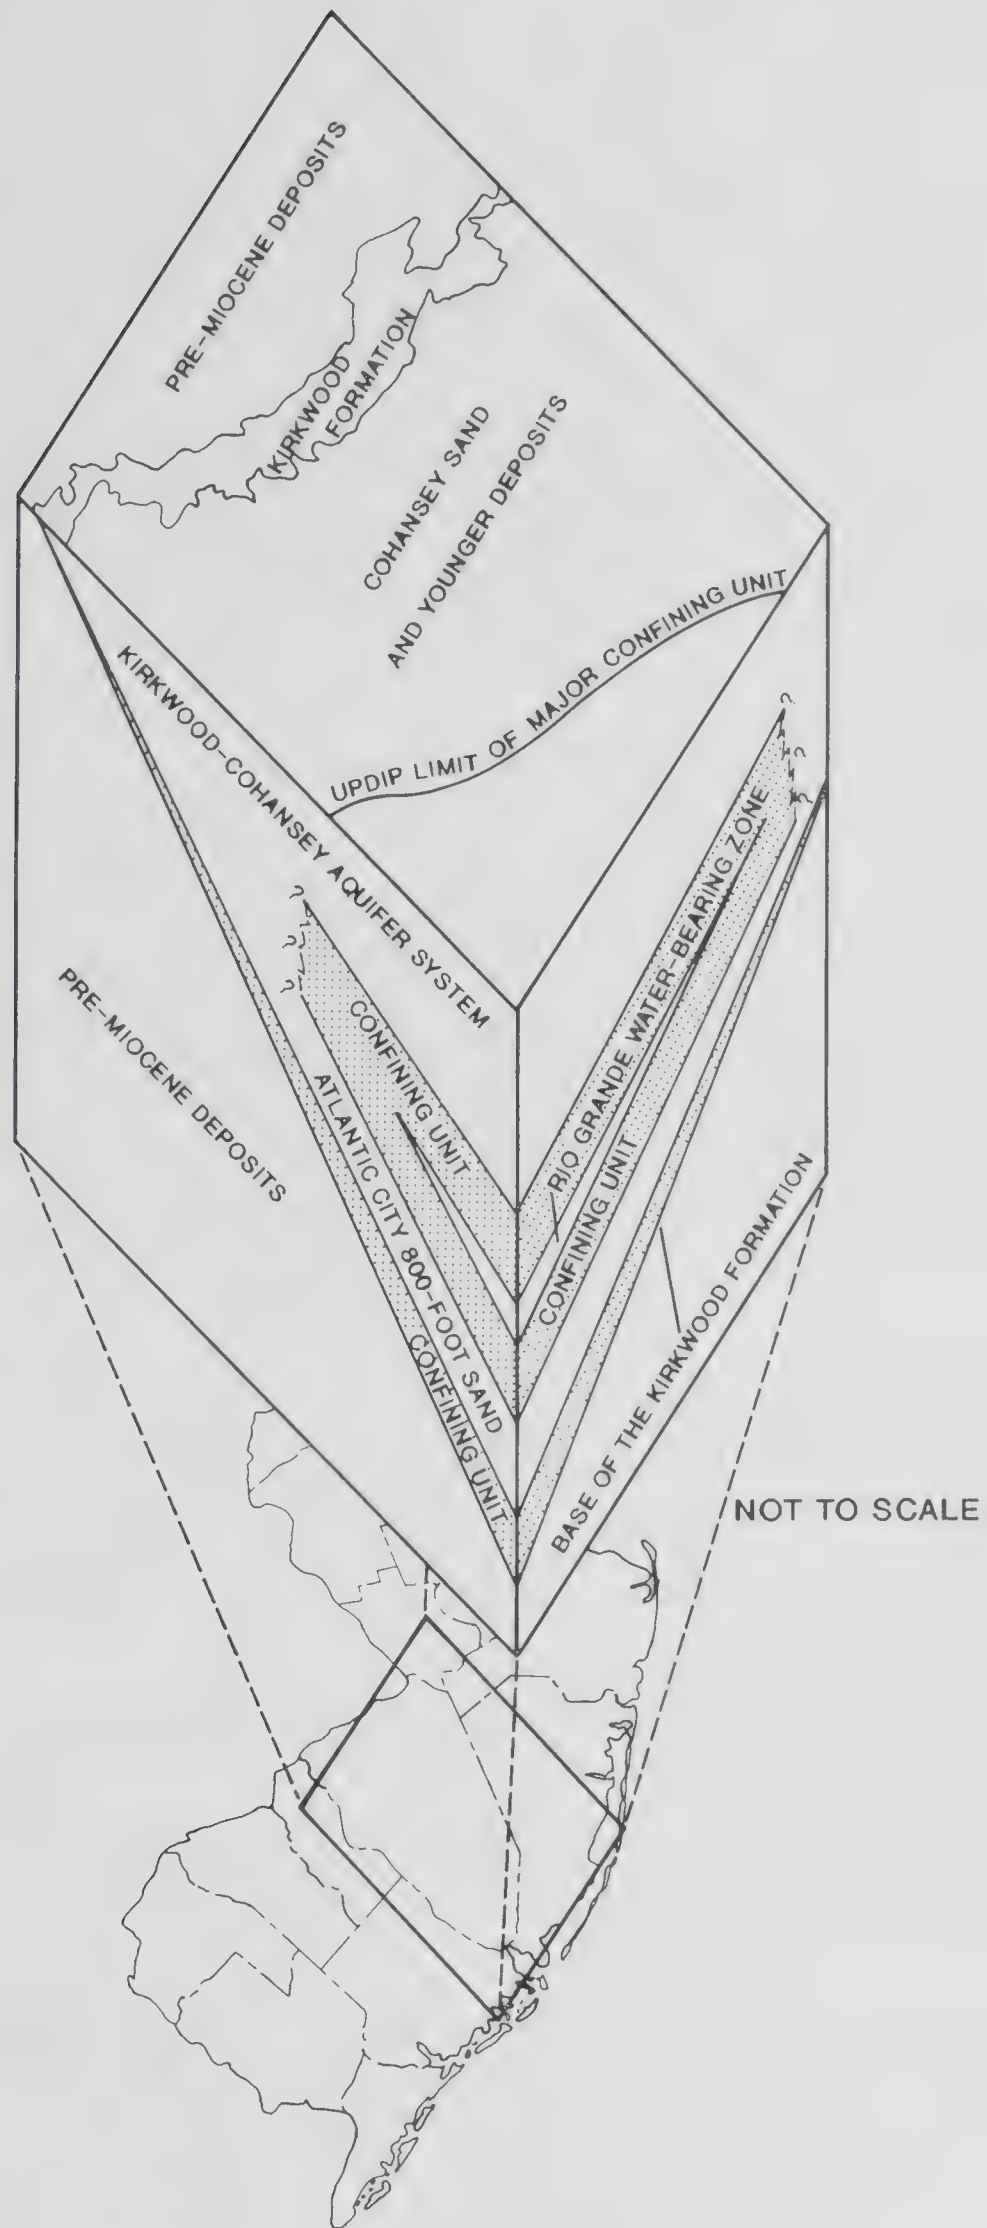 PRE-MIOCENE DEPOSITS
KIRKWOOD
FORMATION
COHANSEY SAND
AND YOUNGER DEPOSITS
UPDIP LIMIT OF MAJOR CONFINING UNIT
KIRKWOOD-COHANSEY AQUIFER SYSTEM
?
?
?
?
?
?
PRE-MIOCENE DEPOSITS
CONFINING UNIT
ATLANTIC CITY 800-FOOT SAND
CONFINING UNIT
RIO GRANDE WATER-BEARING ZONE
CONFINING UNIT
BASE OF THE KIRKWOOD FORMATION
NOT TO SCALE